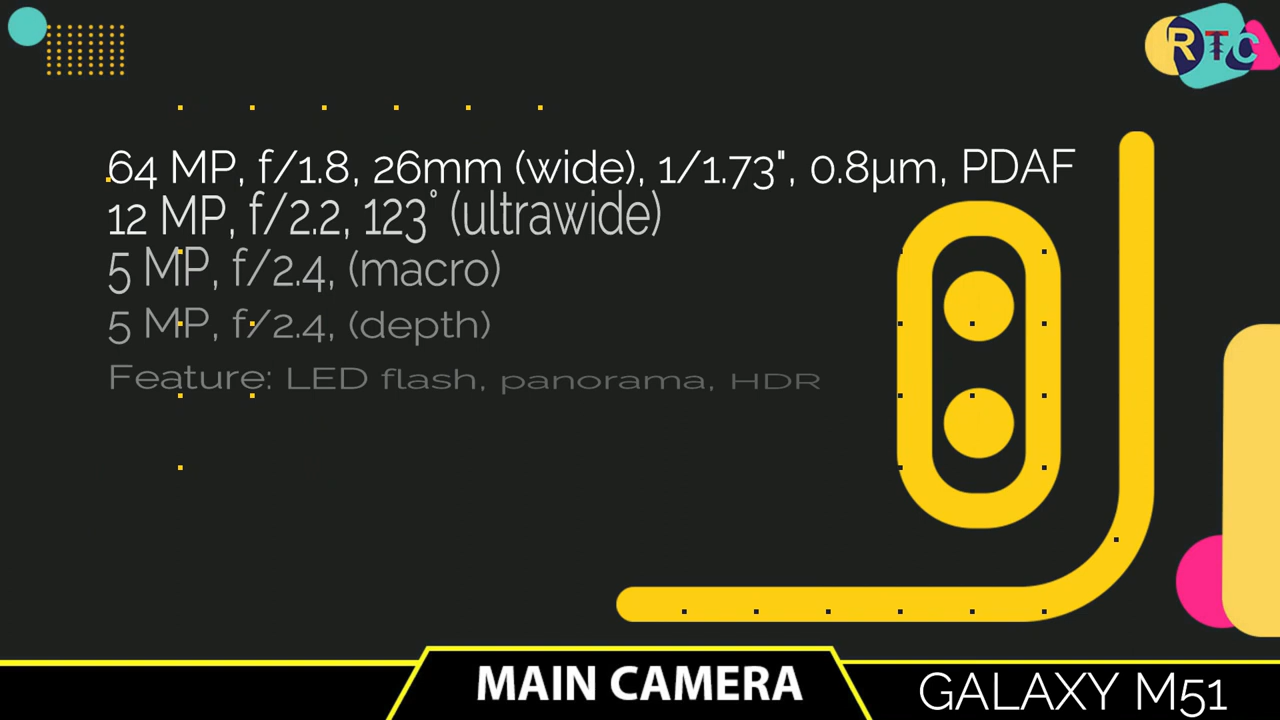 RTC
64 MP, f/1.8, 26mm (wide), 1/1.73", 0.8µm, PDAF
12 MP, f/2.2, 123° (ultrawide)
5 MP, f/2.4, (macro)
5 MP, f/2.4, (depth)
Feature: LED flash, panorama, HDR
MAIN CAMERA
GALAXY M51